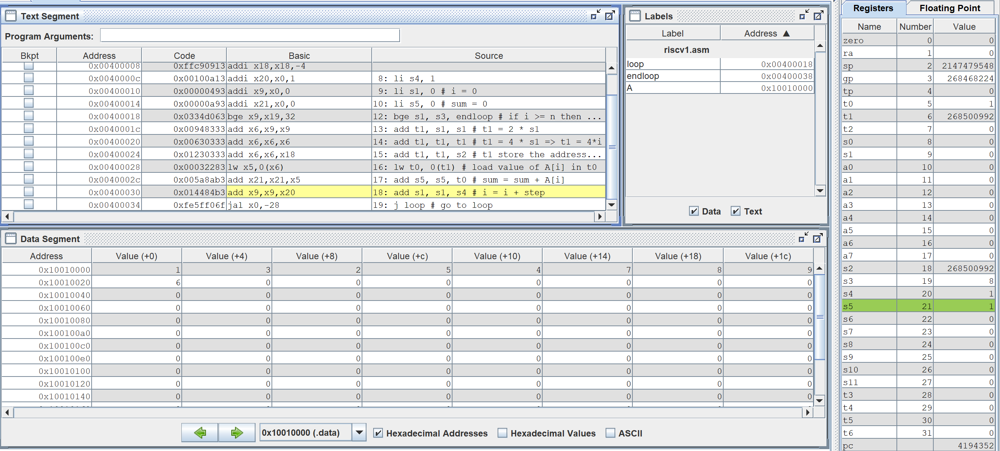 Text Segment
Program Arguments:
Bkpt Address Code Basic Source
0x00400008 0xffc90913 addi x18,x18,-4
0x0040000c 0x00100a13 addi x20,x0,1 8: li s4, 1
0x00400010 0x00000493 addi x9,x0,0 9: li s1, 0 # i = 0
0x00400014 0x00000a93 addi x21,x0,0 10: li s5, 0 # sum = 0
0x00400018 0x0334d063 bge x9,x19,32 12: bge s1, s3, endloop # if i >= n then ...
0x0040001c 0x00948333 add x6,x9,x9 13: add t1, s1, s1 # t1 = 2 * s1
0x00400020 0x00630333 add x6,x6,x6 14: add t1, t1, t1 # t1 = 4 * s1 => t1 = 4*i
0x00400024 0x01230333 add x6,x6,x18 15: add t1, t1, s2 # t1 store the address...
0x00400028 0x00032283 lw x5,0(x6) 16: lw t0, 0(t1) # load value of A[i] in t0
0x0040002c 0x005a8ab3 add x21,x21,x5 17: add s5, s5, t0 # sum = sum + A[i]
0x00400030 0x014484b3 add x9,x9,x20 18: add s1, s1, s4 # i = i + step
0x00400034 0xfe5ff06f jal x0,-28 19: j loop # go to loop
Labels
Label Address ▲
riscv1.asm
loop 0x00400018
endloop 0x00400038
A 0x10010000
Data Text
Data Segment
Address Value (+0) Value (+4) Value (+8) Value (+c) Value (+10) Value (+14) Value (+18) Value (+1c)
0x10010000 1 3 2 5 4 7 8 9
0x10010020 6 0 0 0 0 0 0 0
0x10010040 0 0 0 0 0 0 0 0
0x10010060 0 0 0 0 0 0 0 0
0x10010080 0 0 0 0 0 0 0 0
0x100100a0 0 0 0 0 0 0 0 0
0x100100c0 0 0 0 0 0 0 0 0
0x100100e0 0 0 0 0 0 0 0 0
0x10010100 0 0 0 0 0 0 0 0
0x10010120 0 0 0 0 0 0 0 0
0x10010140 0 0 0 0 0 0 0 0
0x10010000 (.data) Hexadecimal Addresses Hexadecimal Values ASCII
Registers Floating Point
Name Number Value
zero 0 0
ra 1 0
sp 2 2147479548
gp 3 268468224
tp 4 0
t0 5 1
t1 6 268500992
t2 7 0
s0 8 0
s1 9 0
a0 10 0
a1 11 0
a2 12 0
a3 13 0
a4 14 0
a5 15 0
a6 16 0
a7 17 0
s2 18 268500992
s3 19 8
s4 20 1
s5 21 1
s6 22 0
s7 23 0
s8 24 0
s9 25 0
s10 26 0
s11 27 0
t3 28 0
t4 29 0
t5 30 0
t6 31 0
pc 4194352